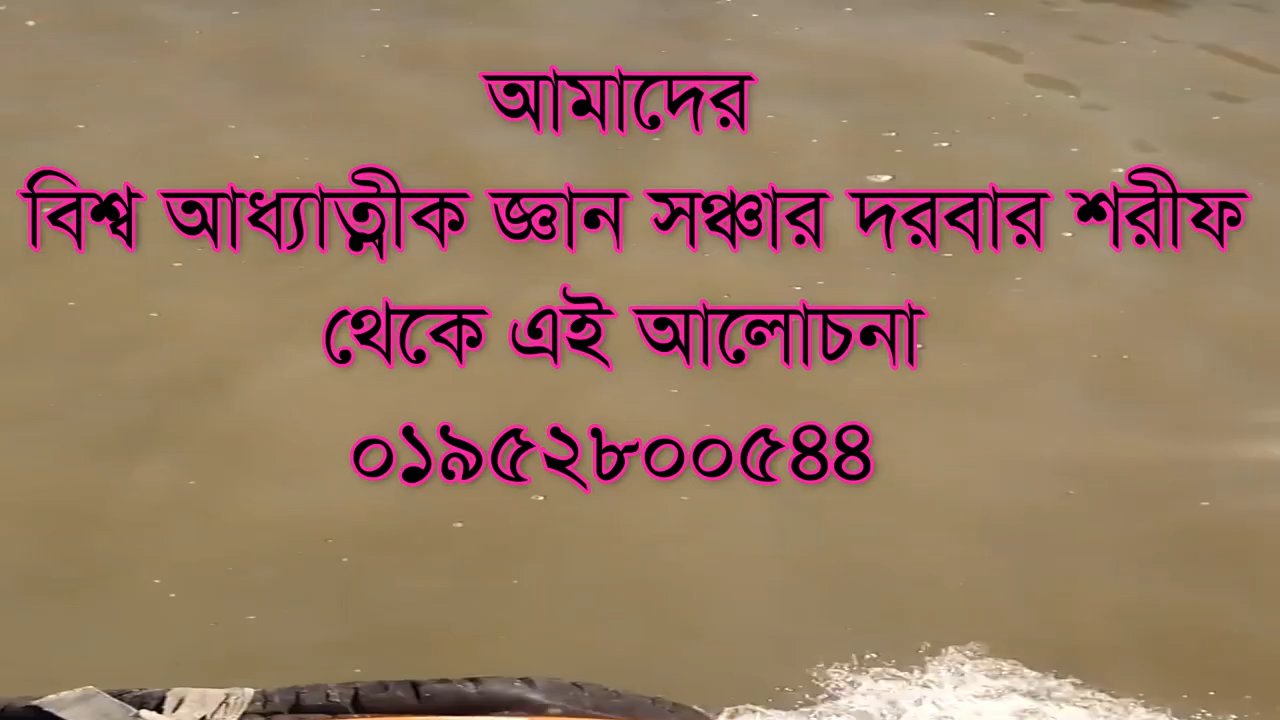 আমাদের
বিশ্ব আধ্যাত্নীক জ্ঞান সঞ্চার দরবার শরীফ
থেকে এই আলোচনা
০১৯৫২৮০০৫৪৪